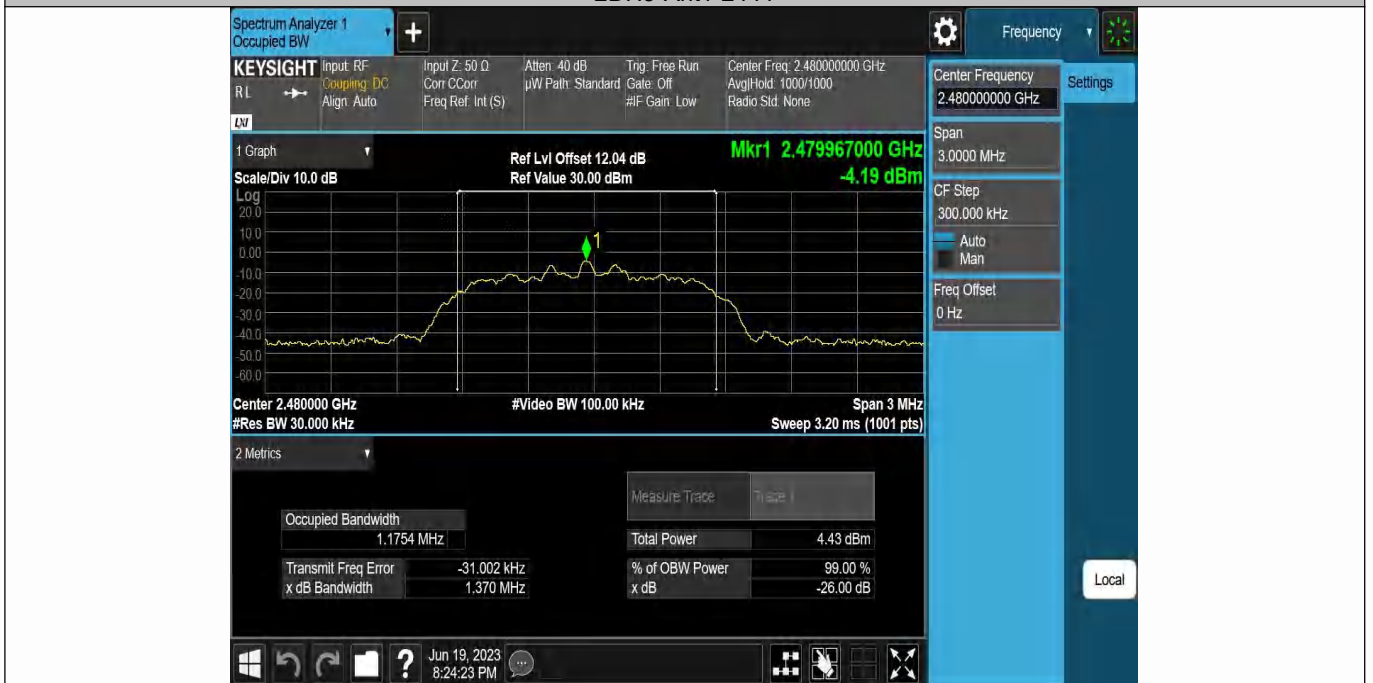 Spectrum Analyzer 1
Occupied BW
+
Frequency
KEYSIGHT
RL
LXI
Input: RF
Coupling: DC
Align: Auto
Input Z: 50 Ω
Corr CCorr
Freq Ref: Int (S)
Atten: 40 dB
µW Path: Standard
Trig: Free Run
Gate: Off
#IF Gain: Low
Center Freq: 2.480000000 GHz
Avg|Hold: 1000/1000
Radio Std: None
Center Frequency
2.480000000 GHz
Settings
Span
3.0000 MHz
CF Step
300.000 kHz
Auto
Man
Freq Offset
0 Hz
Local
1 Graph
Scale/Div 10.0 dB
Ref Lvl Offset 12.04 dB
Ref Value 30.00 dBm
Mkr1 2.479967000 GHz
-4.19 dBm
Log
20.0
10.0
0.00
-10.0
-20.0
-30.0
-40.0
-50.0
-60.0
1
Center 2.480000 GHz
#Video BW 100.00 kHz
Span 3 MHz
#Res BW 30.000 kHz
Sweep 3.20 ms (1001 pts)
2 Metrics
Measure Trace
Trace 1
Occupied Bandwidth
1.1754 MHz
Total Power
4.43 dBm
Transmit Freq Error
-31.002 kHz
% of OBW Power
99.00 %
x dB Bandwidth
1.370 MHz
x dB
-26.00 dB
?
Jun 19, 2023
8:24:23 PM